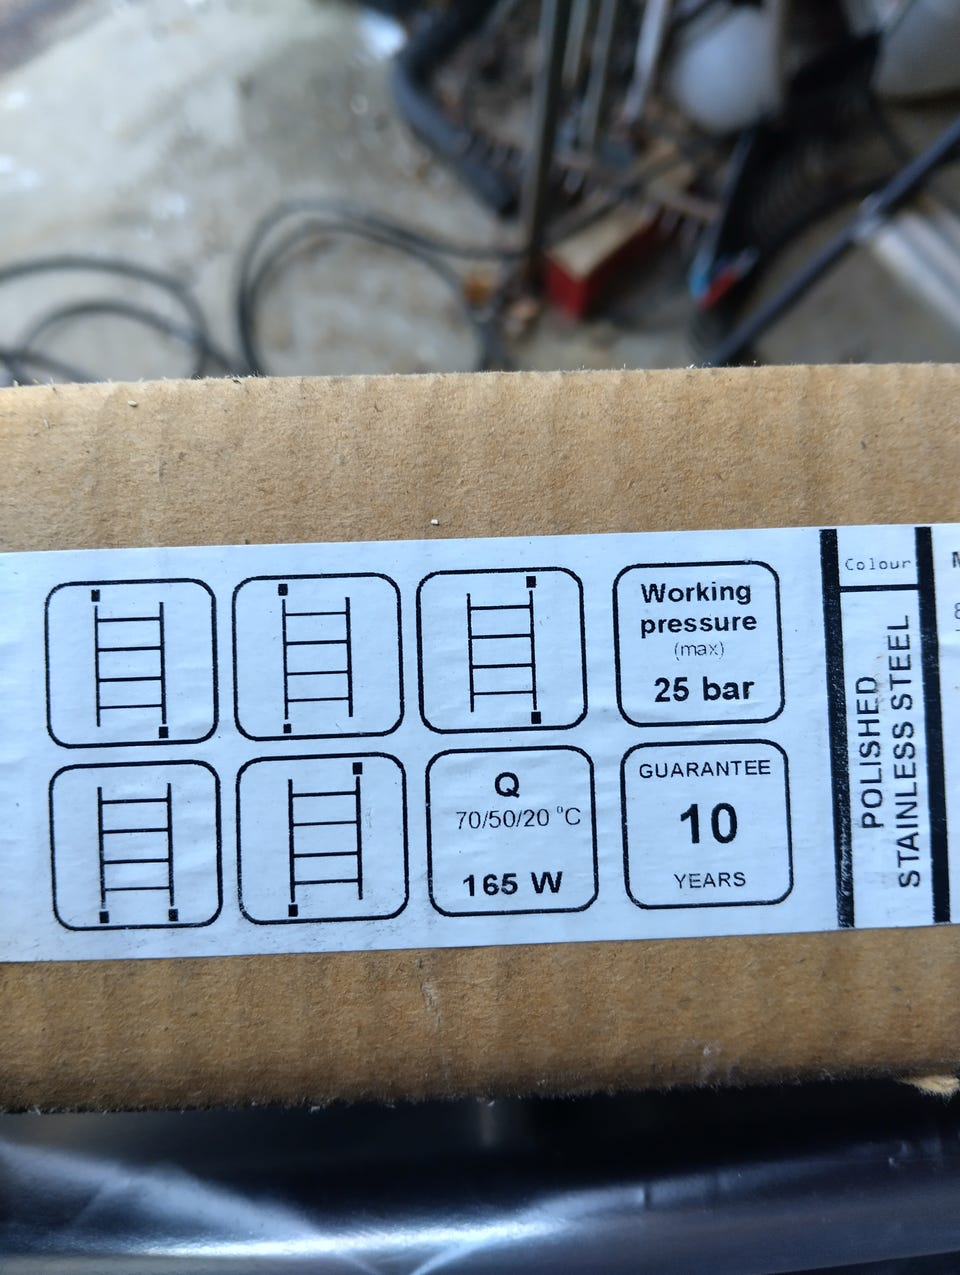 Working
pressure
(max)
25 bar
Q
70/50/20 °C
165 W
GUARANTEE
10
YEARS
Colour
POLISHED
STAINLESS STEEL